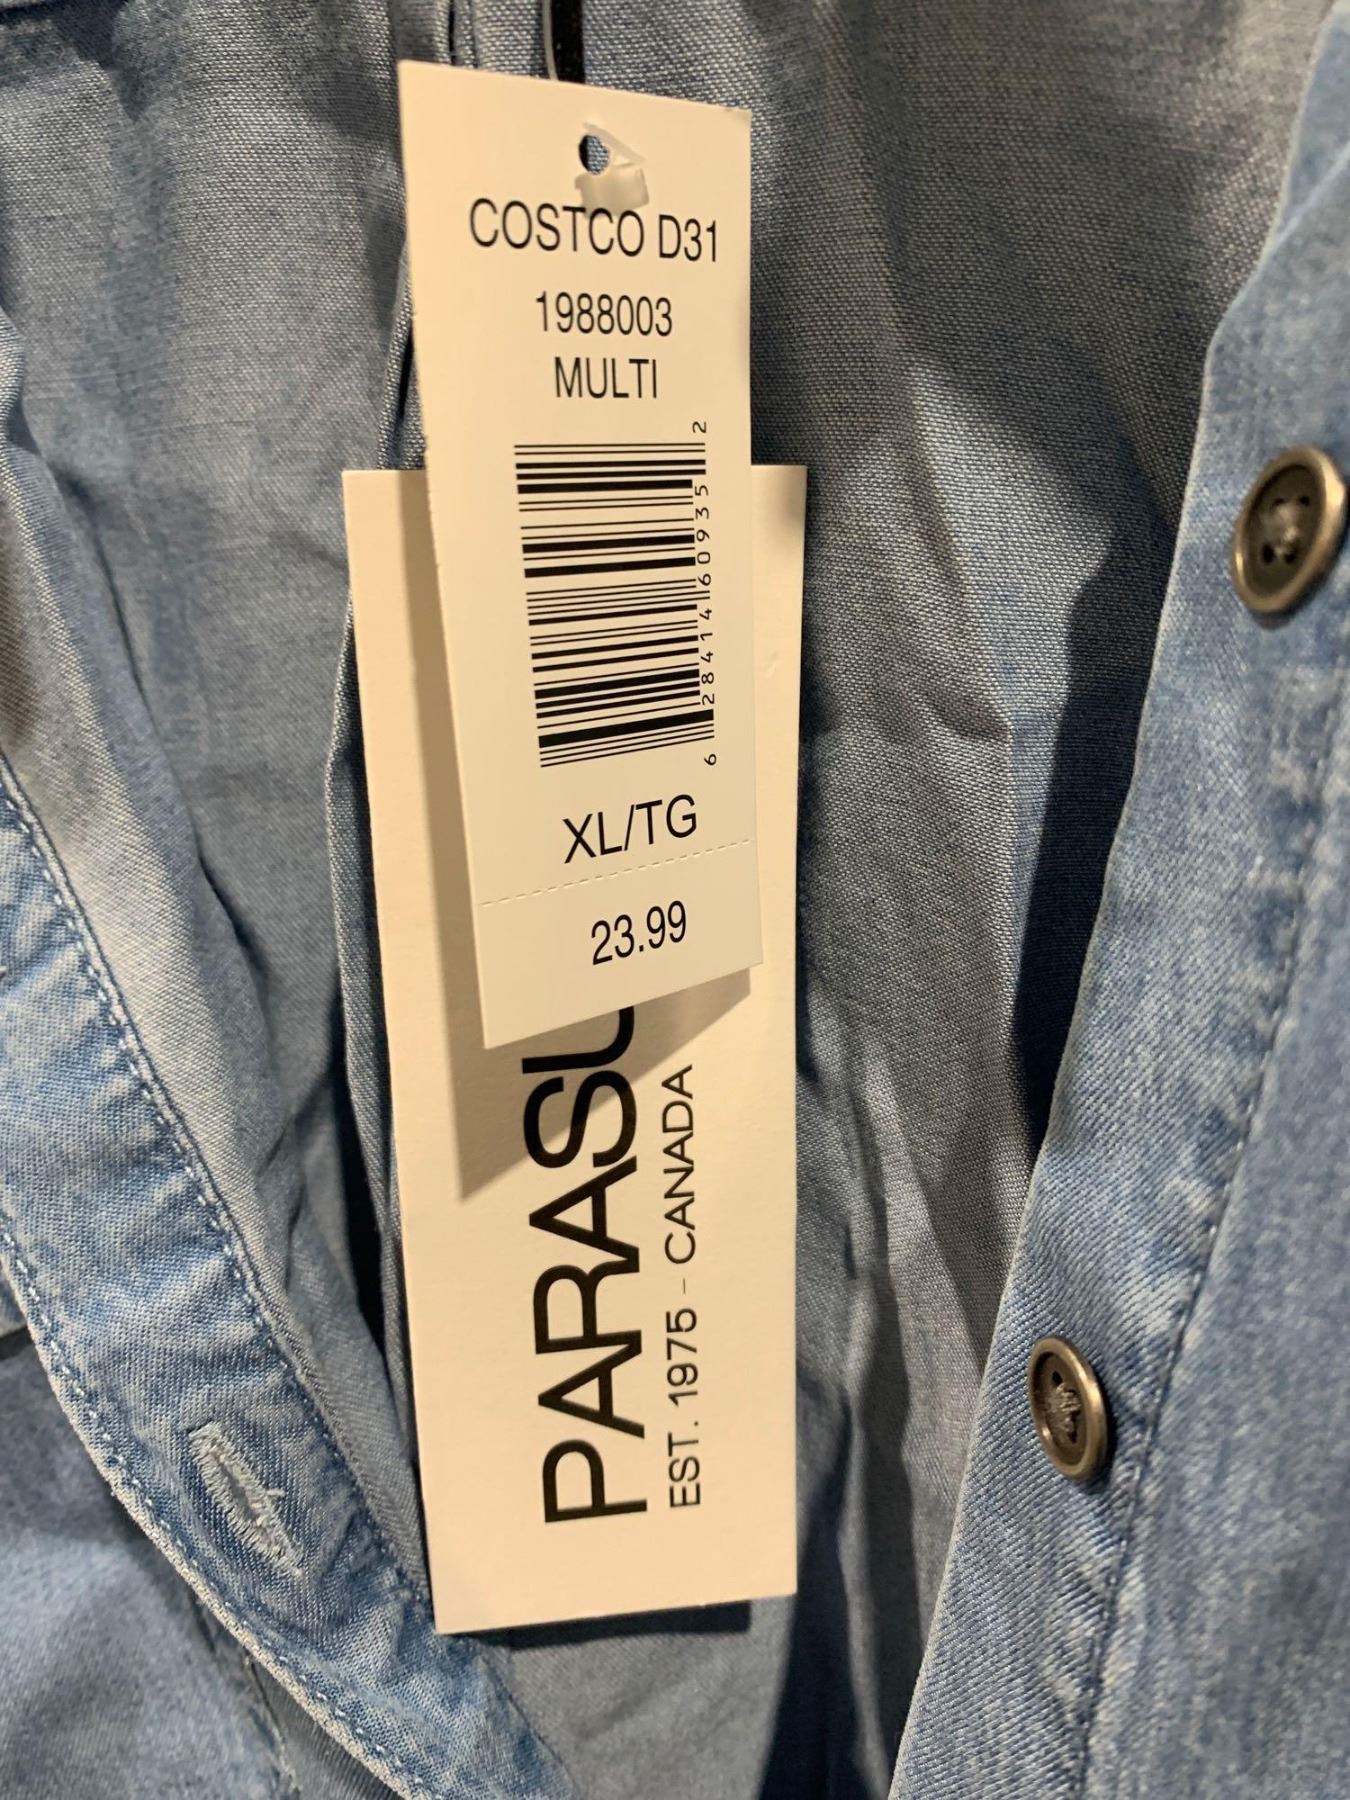 COSTCO D31
1988003
MULTI
6 28414 60935 2
XL/TG
23.99
EST. 1975 - CANADA